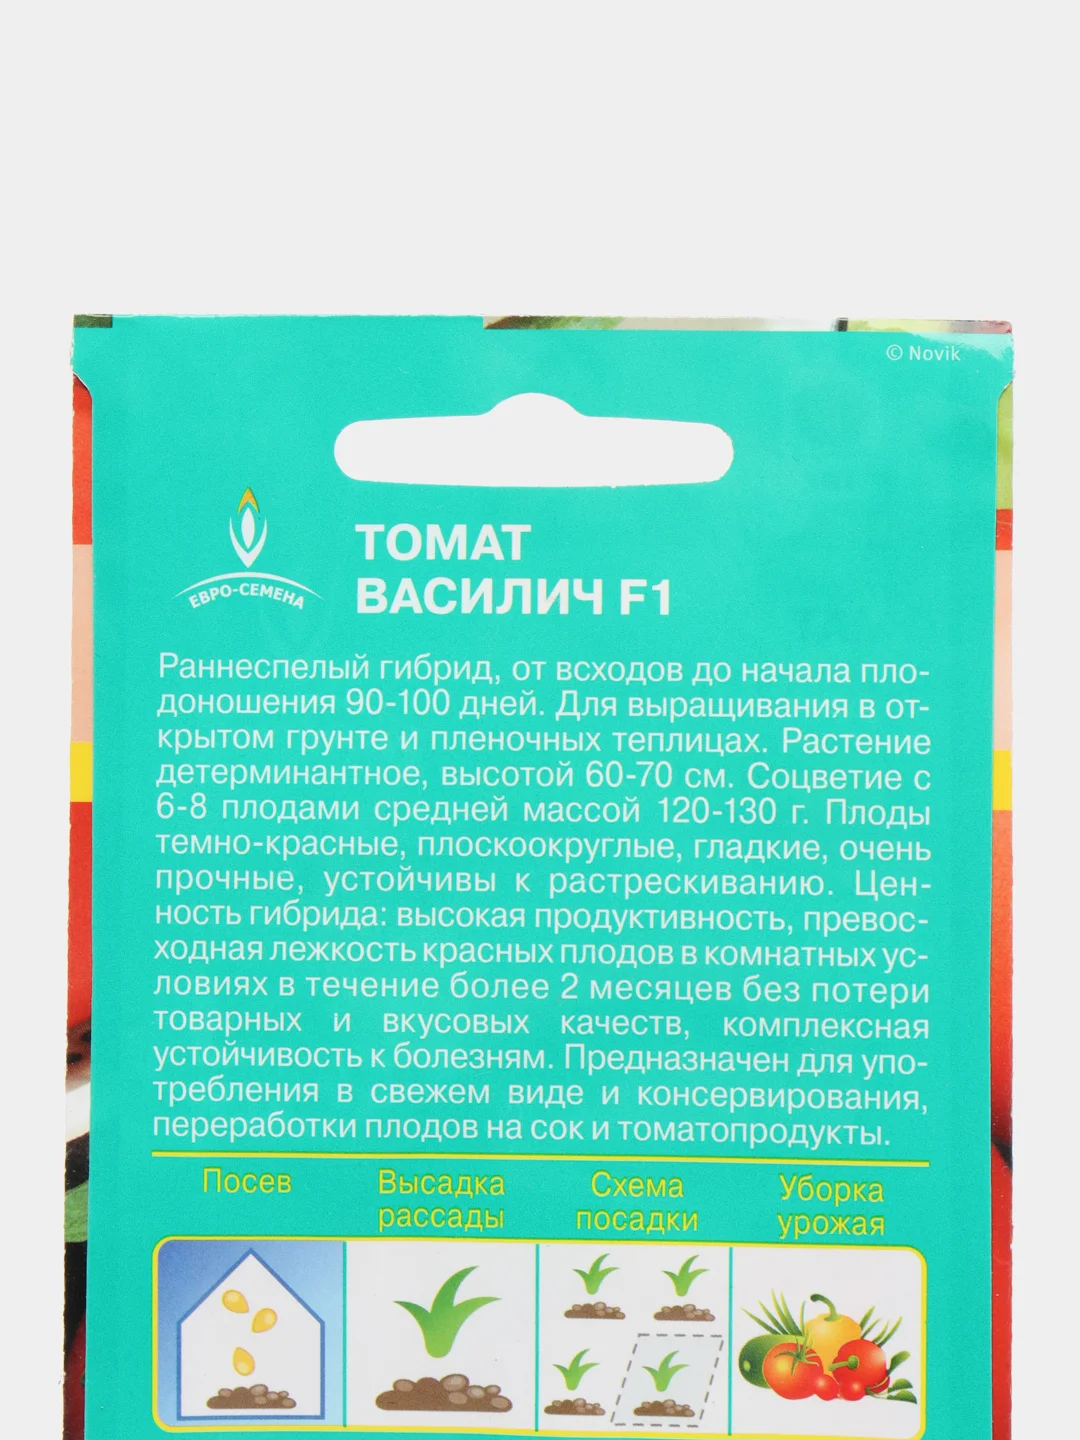 © Novik
ЕВРО-СЕМЕНА
ТОМАТ
ВАСИЛИЧ F1
Раннеспелый гибрид, от всходов до начала пло-
доношения 90-100 дней. Для выращивания в от-
крытом грунте и пленочных теплицах. Растение
детерминантное, высотой 60-70 см. Соцветие с
6-8 плодами средней массой 120-130 г. Плоды
темно-красные, плоскоокруглые, гладкие, очень
прочные, устойчивы к растрескиванию. Цен-
ность гибрида: высокая продуктивность, превос-
ходная лежкость красных плодов в комнатных ус-
ловиях в течение более 2 месяцев без потери
товарных и вкусовых качеств, комплексная
устойчивость к болезням. Предназначен для упо-
требления в свежем виде и консервирования,
переработки плодов на сок и томатопродукты.
Посев
Высадка
рассады
Схема
посадки
Уборка
урожая